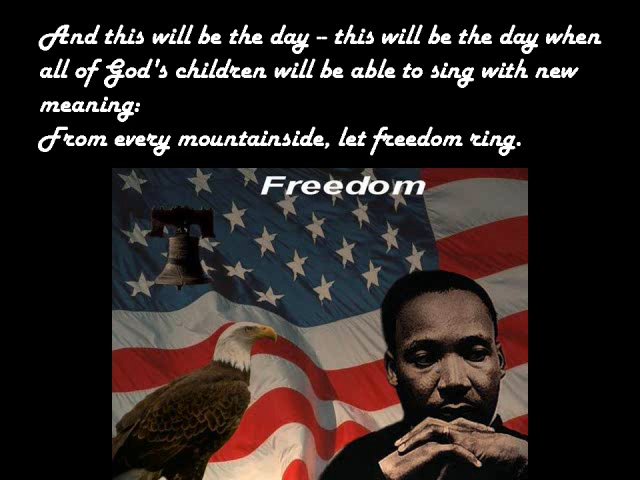 And this will be the day – this will be the day when
all of God's children will be able to sing with new
meaning:
From every mountainside, let freedom ring.
Freedom